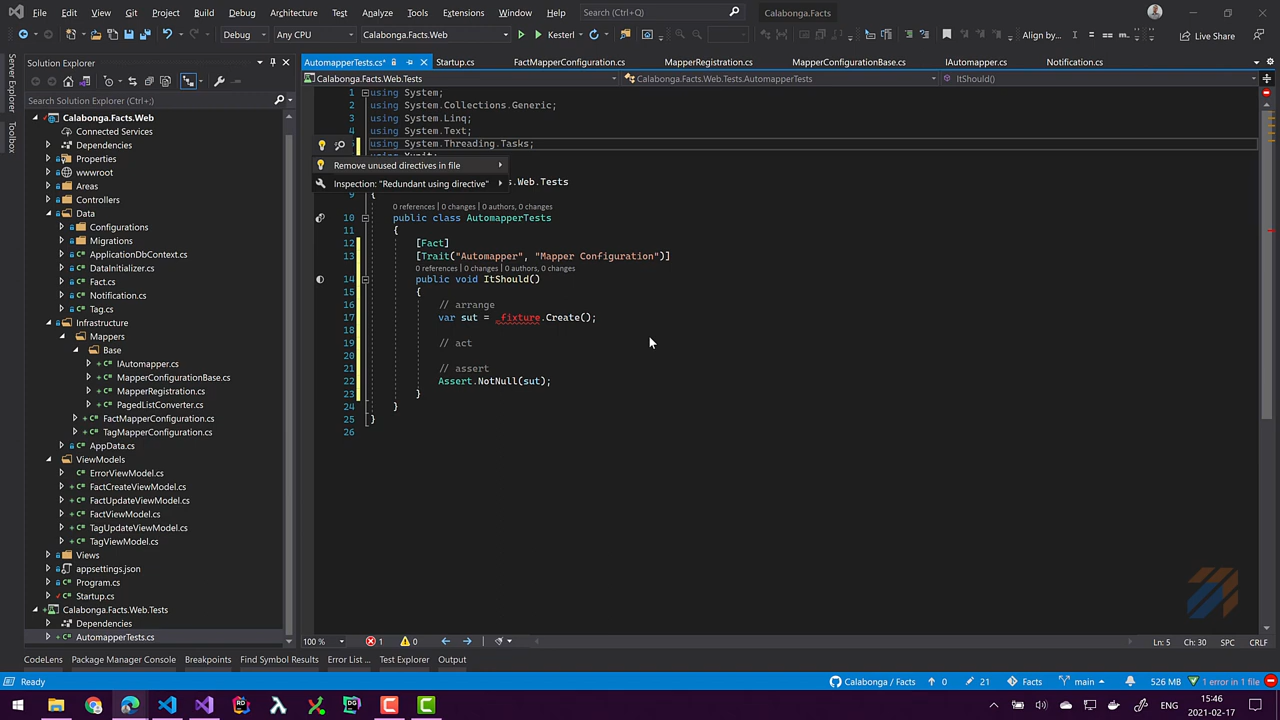 File Edit View Git Project Build Debug Architecture Test Analyze Tools Extensions Window Help Search (Ctrl+;) Calabonga.Facts
Debug Any CPU Calabonga.Facts.Web Kestrel Align by... Live Share
Server Explorer
Toolbox
Solution Explorer
Search Solution Explorer (Ctrl+;)
Calabonga.Facts.Web
Connected Services
Dependencies
Properties
wwwroot
Areas
Controllers
Data
Configurations
Migrations
ApplicationDbContext.cs
DataInitializer.cs
Fact.cs
Notification.cs
Tag.cs
Infrastructure
Mappers
Base
IAutomapper.cs
MapperConfigurationBase.cs
MapperRegistration.cs
PagedListConverter.cs
FactMapperConfiguration.cs
TagMapperConfiguration.cs
AppData.cs
ViewModels
ErrorViewModel.cs
FactCreateViewModel.cs
FactUpdateViewModel.cs
FactViewModel.cs
TagUpdateViewModel.cs
TagViewModel.cs
Views
appsettings.json
Program.cs
Startup.cs
Calabonga.Facts.Web.Tests
Dependencies
AutomapperTests.cs
AutomapperTests.cs* Startup.cs FactMapperConfiguration.cs MapperRegistration.cs MapperConfigurationBase.cs IAutomapper.cs Notification.cs
Calabonga.Facts.Web.Tests Calabonga.Facts.Web.Tests.AutomapperTests ItShould()
1 using System;
2 using System.Collections.Generic;
3 using System.Linq;
4 using System.Text;
using System.Threading.Tasks;
Remove unused directives in file
Inspection: "Redundant using directive"
s.Web.Tests
9 {
0 references | 0 changes | 0 authors, 0 changes
10 public class AutomapperTests
11 {
12 [Fact]
13 [Trait("Automapper", "Mapper Configuration")]
0 references | 0 changes | 0 authors, 0 changes
14 public void ItShould()
15 {
16 // arrange
17 var sut = _fixture.Create();
18
19 // act
20
21 // assert
22 Assert.NotNull(sut);
23 }
24 }
25 }
26
100 % 1 0 Ln: 5 Ch: 30 SPC CRLF
CodeLens Package Manager Console Breakpoints Find Symbol Results Error List ... Test Explorer Output
Ready Calabonga / Facts 0 21 Facts main 526 MB 1 error in 1 file
ENG 15:46
2021-02-17